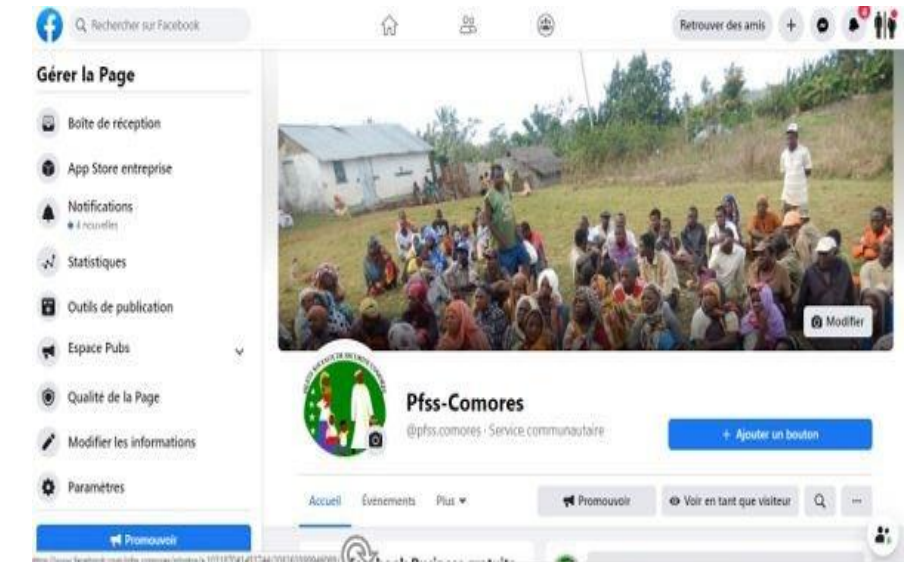 Rechercher sur Facebook
Retrouver des amis
Gérer la Page
Boîte de réception
App Store entreprise
Notifications
4 nouvelles
Statistiques
Outils de publication
Espace Pubs
Qualité de la Page
Modifier les informations
Paramètres
Promouvoir
Modifier
Pfss-Comores
@pfss.comores · Service communautaire
+ Ajouter un bouton
Accueil
Événements
Plus
Promouvoir
Voir en tant que visiteur